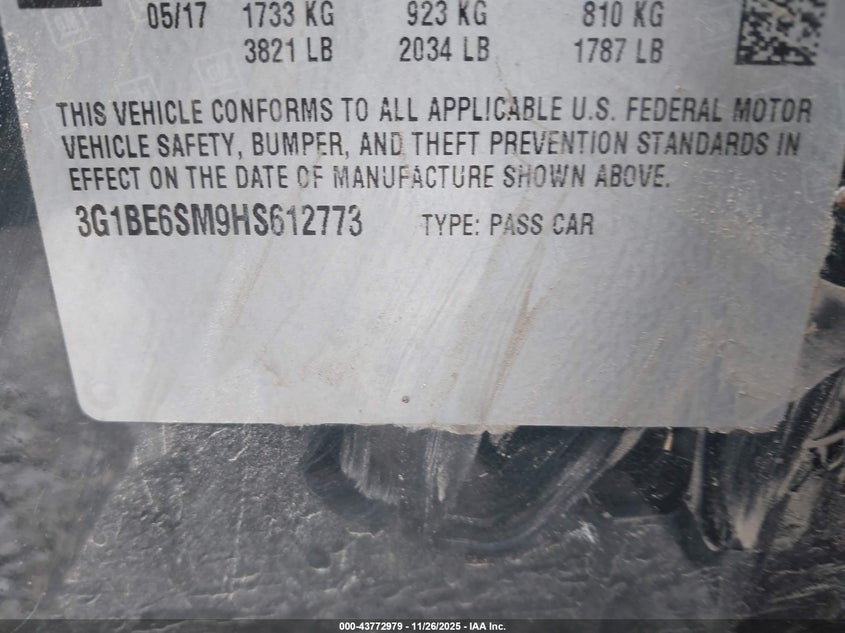 05/17 1733 KG 923 KG 810 KG
3821 LB 2034 LB 1787 LB
THIS VEHICLE CONFORMS TO ALL APPLICABLE U.S. FEDERAL MOTOR
VEHICLE SAFETY, BUMPER, AND THEFT PREVENTION STANDARDS IN
EFFECT ON THE DATE OF MANUFACTURE SHOWN ABOVE.
3G1BE6SM9HS612773 TYPE: PASS CAR
000-43772979 - 11/26/2025 - IAA Inc.